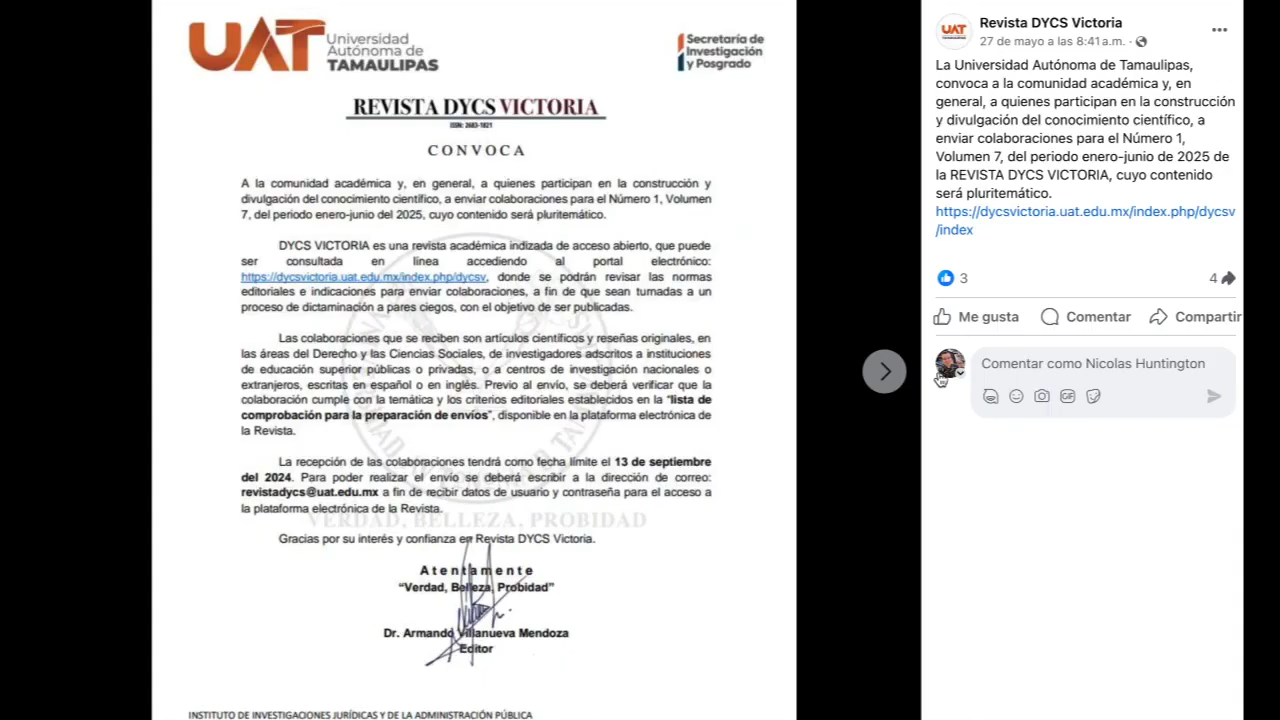 UAT Universidad
Autónoma de
TAMAULIPAS
Secretaría de
Investigación
y Posgrado
REVISTA DYCS VICTORIA
ISSN: 2683-1821
CONVOCA
A la comunidad académica y, en general, a quienes participan en la construcción y
divulgación del conocimiento científico, a enviar colaboraciones para el Número 1, Volumen
7, del periodo enero-junio del 2025, cuyo contenido será pluritemático.
DYCS VICTORIA es una revista académica indizada de acceso abierto, que puede
ser consultada en línea accediendo al portal electrónico:
https://dycsvictoria.uat.edu.mx/index.php/dycsv, donde se podrán revisar las normas
editoriales e indicaciones para enviar colaboraciones, a fin de que sean turnadas a un
proceso de dictaminación a pares ciegos, con el objetivo de ser publicadas.
Las colaboraciones que se reciben son artículos científicos y reseñas originales, en
las áreas del Derecho y las Ciencias Sociales, de investigadores adscritos a instituciones
de educación superior públicas o privadas, o a centros de investigación nacionales o
extranjeros, escritas en español o en inglés. Previo al envío, se deberá verificar que la
colaboración cumple con la temática y los criterios editoriales establecidos en la "lista de
comprobación para la preparación de envíos", disponible en la plataforma electrónica de
la Revista.
La recepción de las colaboraciones tendrá como fecha límite el 13 de septiembre
del 2024. Para poder realizar el envío se deberá escribir a la dirección de correo:
revistadycs@uat.edu.mx a fin de recibir datos de usuario y contraseña para el acceso a
la plataforma electrónica de la Revista.
VERDAD, BELLEZA, PROBIDAD
Gracias por su interés y confianza en Revista DYCS Victoria.
Atentamente
"Verdad, Belleza, Probidad"
Dr. Armando Villanueva Mendoza
Editor
INSTITUTO DE INVESTIGACIONES JURÍDICAS Y DE LA ADMINISTRACIÓN PÚBLICA
Revista DYCS Victoria
27 de mayo a las 8:41 a.m. ·
La Universidad Autónoma de Tamaulipas,
convoca a la comunidad académica y, en
general, a quienes participan en la construcción
y divulgación del conocimiento científico, a
enviar colaboraciones para el Número 1,
Volumen 7, del periodo enero-junio de 2025 de
la REVISTA DYCS VICTORIA, cuyo contenido
será pluritemático.
https://dycsvictoria.uat.edu.mx/index.php/dycsv
/index
3
4
Me gusta Comentar Compartir
Comentar como Nicolas Huntington
GIF